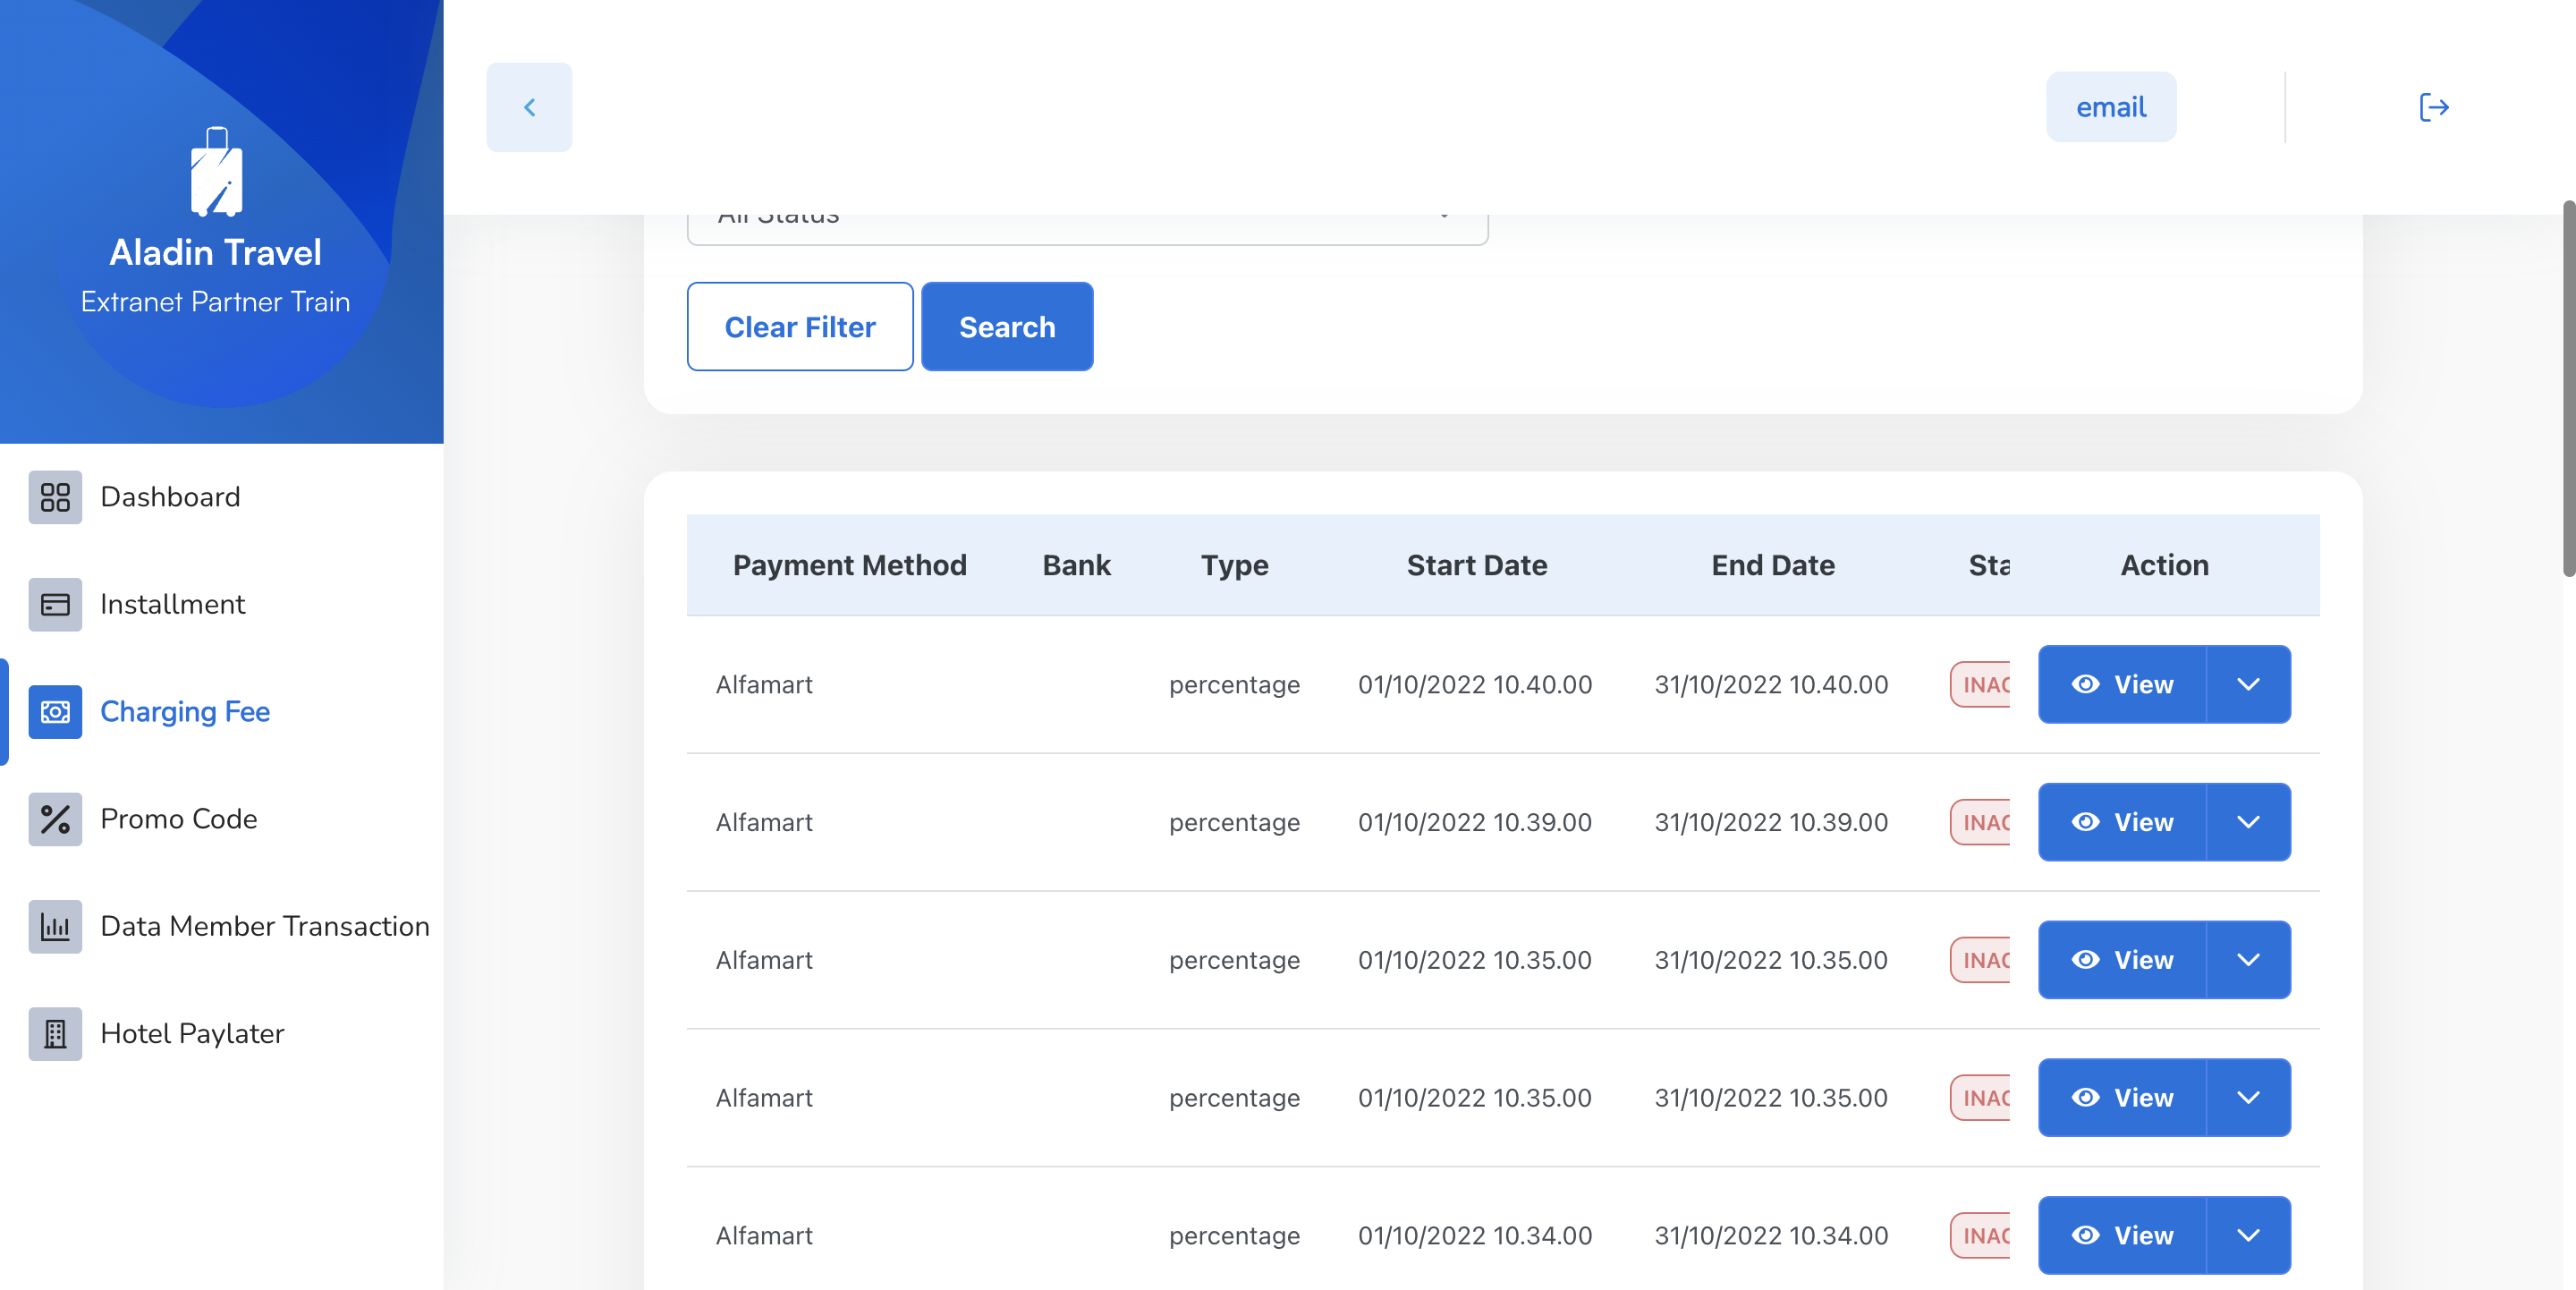 Aladin Travel
Extranet Partner Train
Dashboard
Installment
Charging Fee
Promo Code
Data Member Transaction
Hotel Paylater
email
All Status
Clear Filter Search
Payment Method Bank Type Start Date End Date Sta Action
Alfamart percentage 01/10/2022 10.40.00 31/10/2022 10.40.00 INAC View
Alfamart percentage 01/10/2022 10.39.00 31/10/2022 10.39.00 INAC View
Alfamart percentage 01/10/2022 10.35.00 31/10/2022 10.35.00 INAC View
Alfamart percentage 01/10/2022 10.35.00 31/10/2022 10.35.00 INAC View
Alfamart percentage 01/10/2022 10.34.00 31/10/2022 10.34.00 INAC View